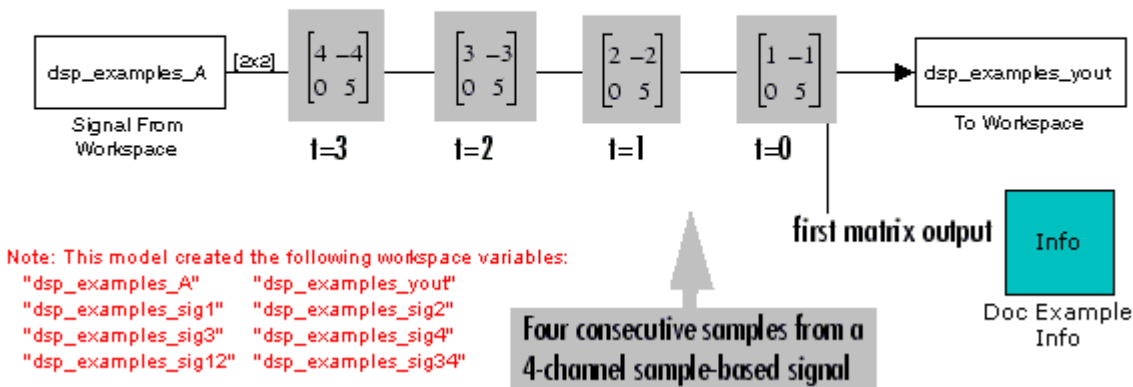 dsp_examples_A
[2x2]
4 -4
0 5
3 -3
0 5
2 -2
0 5
1 -1
0 5
dsp_examples_yout
Signal From
Workspace
t=3
t=2
t=1
t=0
To Workspace
first matrix output
Info
Doc Example
Info
Note: This model created the following workspace variables:
"dsp_examples_A" "dsp_examples_yout"
"dsp_examples_sig1" "dsp_examples_sig2"
"dsp_examples_sig3" "dsp_examples_sig4"
"dsp_examples_sig12" "dsp_examples_sig34"
Four consecutive samples from a
4-channel sample-based signal